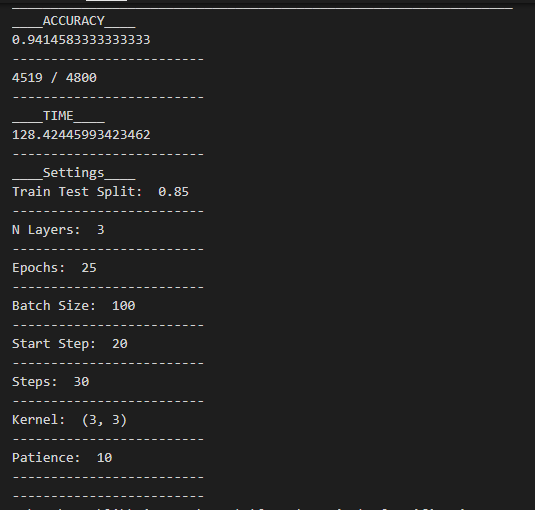 ____ACCURACY____
0.9414583333333333
-------------------------
4519 / 4800
-------------------------
____TIME____
128.42445993423462
-------------------------
____Settings____
Train Test Split:  0.85
-------------------------
N Layers:  3
-------------------------
Epochs:  25
-------------------------
Batch Size:  100
-------------------------
Start Step:  20
-------------------------
Steps:  30
-------------------------
Kernel:  (3, 3)
-------------------------
Patience:  10
-------------------------
-------------------------